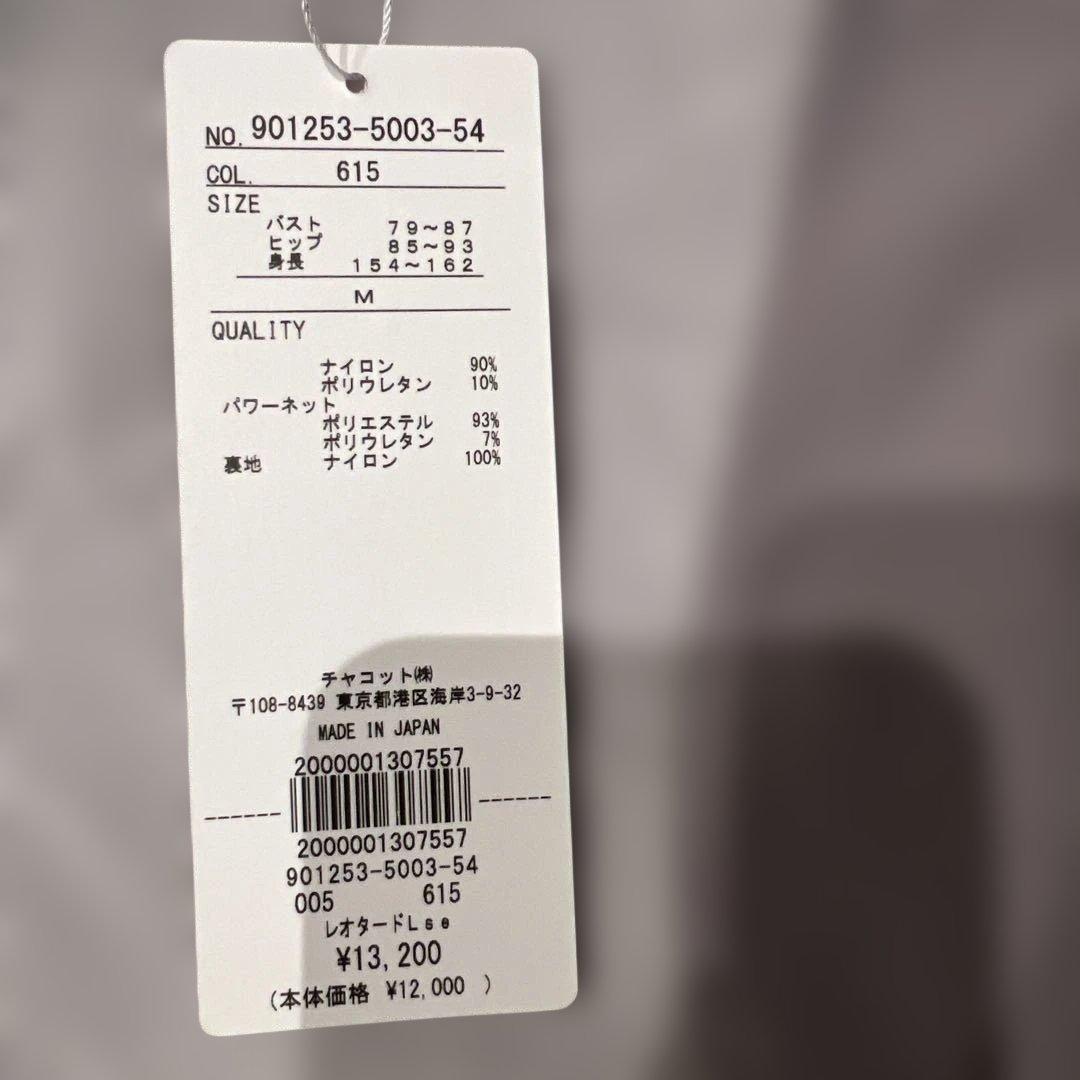 NO. 901253-5003-54
COL. 615
SIZE
バスト 79~87
ヒップ 85~93
身長 154~162
M
QUALITY
ナイロン 90%
ポリウレタン 10%
パワーネット
ポリエステル 93%
ポリウレタン 7%
裏地 ナイロン 100%
チャコット㈱
〒108-8439 東京都港区海岸3-9-32
MADE IN JAPAN
2000001307557
2000001307557
901253-5003-54
005 615
レオタードLse
¥13,200
(本体価格 ¥12,000 )